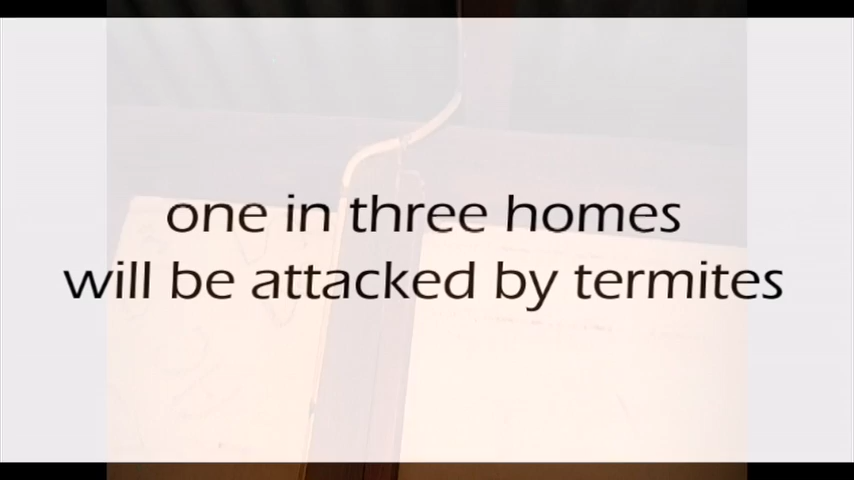 one in three homes
will be attacked by termites